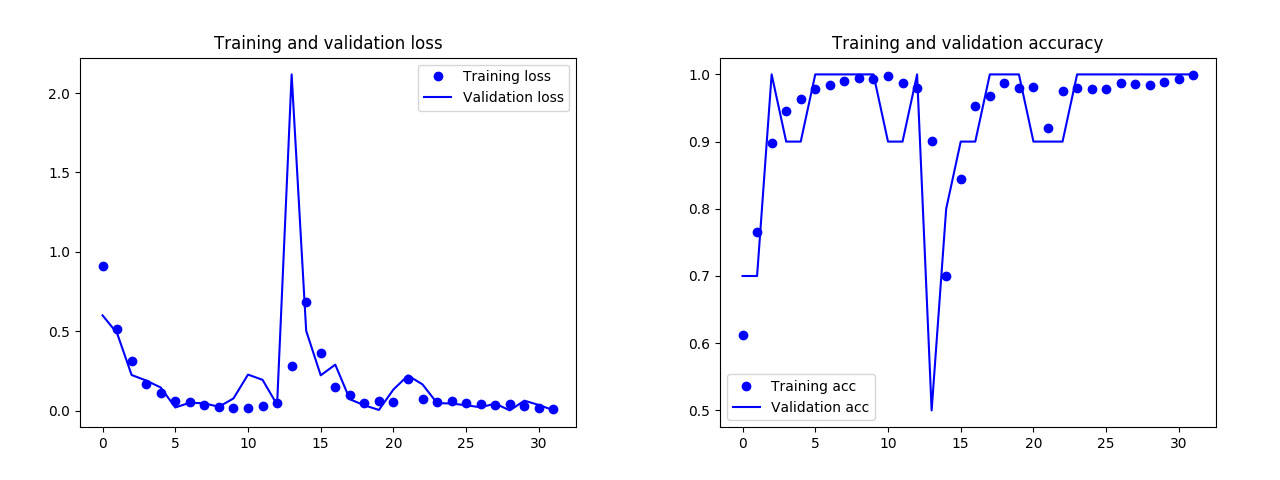 Training and validation loss
Training loss
Validation loss
2.0
1.5
1.0
0.5
0.0
0 5 10 15 20 25 30
Training and validation accuracy
1.0
0.9
0.8
0.7
0.6
0.5
Training acc
Validation acc
0 5 10 15 20 25 30